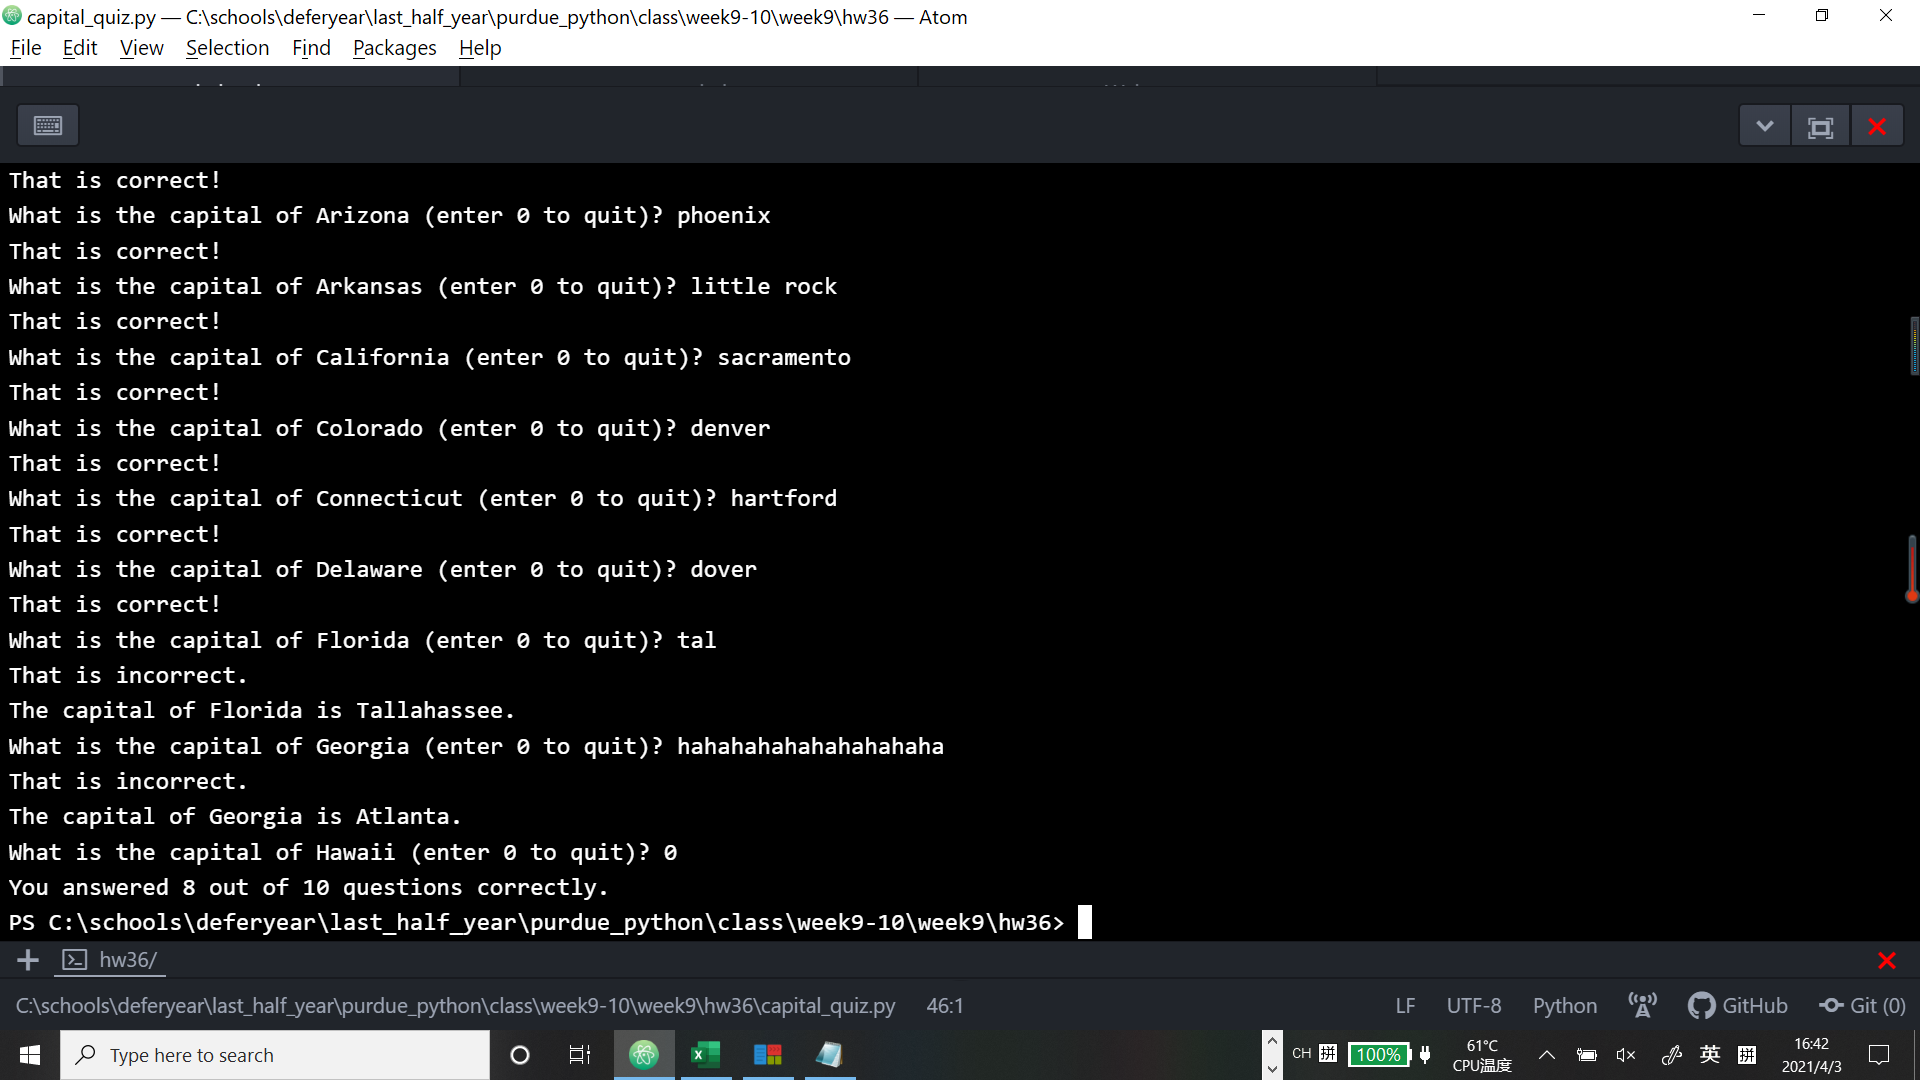 capital_quiz.py — C:\schools\deferyear\last_half_year\purdue_python\class\week9-10\week9\hw36 — Atom
File Edit View Selection Find Packages Help
That is correct!
What is the capital of Arizona (enter 0 to quit)? phoenix
That is correct!
What is the capital of Arkansas (enter 0 to quit)? little rock
That is correct!
What is the capital of California (enter 0 to quit)? sacramento
That is correct!
What is the capital of Colorado (enter 0 to quit)? denver
That is correct!
What is the capital of Connecticut (enter 0 to quit)? hartford
That is correct!
What is the capital of Delaware (enter 0 to quit)? dover
That is correct!
What is the capital of Florida (enter 0 to quit)? tal
That is incorrect.
The capital of Florida is Tallahassee.
What is the capital of Georgia (enter 0 to quit)? hahahahahahahahahaha
That is incorrect.
The capital of Georgia is Atlanta.
What is the capital of Hawaii (enter 0 to quit)? 0
You answered 8 out of 10 questions correctly.
PS C:\schools\deferyear\last_half_year\purdue_python\class\week9-10\week9\hw36>
hw36/
C:\schools\deferyear\last_half_year\purdue_python\class\week9-10\week9\hw36\capital_quiz.py 46:1 LF UTF-8 Python GitHub Git (0)
Type here to search
CH 拼 100% 61°C 英 拼 16:42
CPU温度 2021/4/3